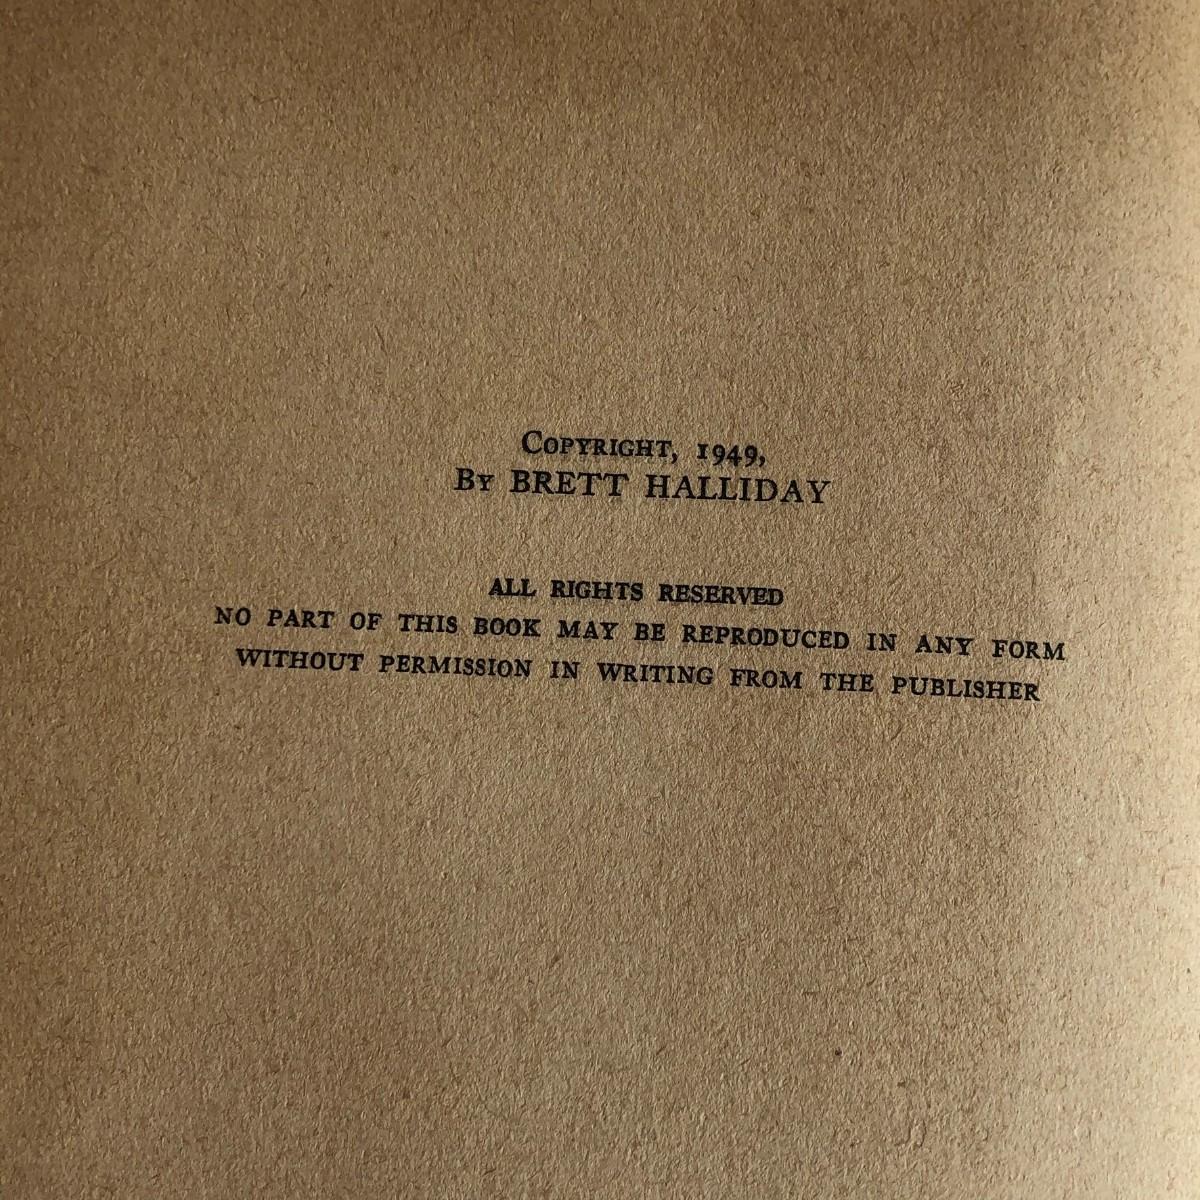 Copyright, 1949,
By BRETT HALLIDAY
ALL RIGHTS RESERVED
NO PART OF THIS BOOK MAY BE REPRODUCED IN ANY FORM
WITHOUT PERMISSION IN WRITING FROM THE PUBLISHER